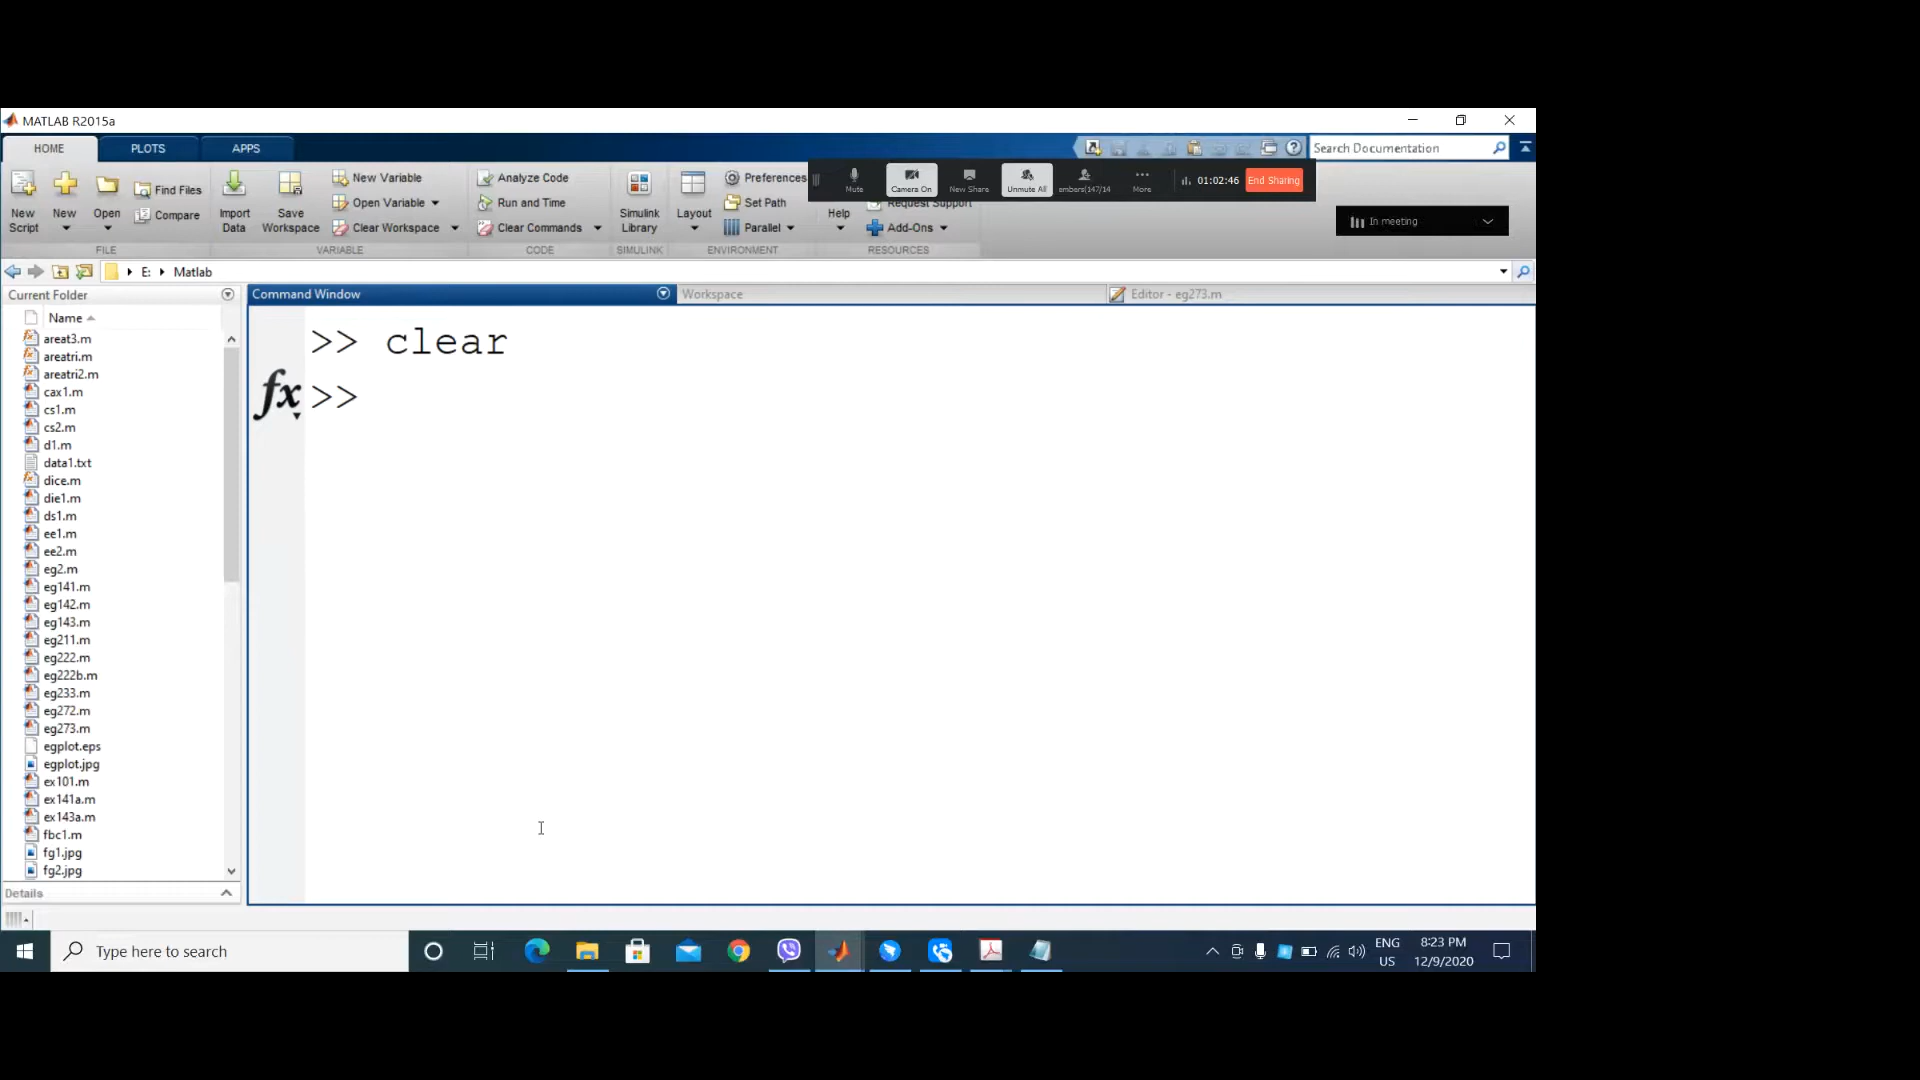 MATLAB R2015a
HOME PLOTS APPS
Search Documentation
New Script
New
Open
Find Files
Compare
Import Data
Save Workspace
New Variable
Open Variable
Clear Workspace
Analyze Code
Run and Time
Clear Commands
Simulink Library
Layout
Preferences
Set Path
Parallel
Help
Request Support
Add-Ons
FILE VARIABLE CODE SIMULINK ENVIRONMENT RESOURCES
Mute Camera On New Share Unmute All embers(147/14 More 01:02:46 End Sharing
In meeting
E: Matlab
Current Folder
Command Window
Workspace
Editor - eg273.m
Name
areat3.m
areatri.m
areatri2.m
cax1.m
cs1.m
cs2.m
d1.m
data1.txt
dice.m
die1.m
ds1.m
ee1.m
ee2.m
eg2.m
eg141.m
eg142.m
eg143.m
eg211.m
eg222.m
eg222b.m
eg233.m
eg272.m
eg273.m
egplot.eps
egplot.jpg
ex101.m
ex141a.m
ex143a.m
fbc1.m
fg1.jpg
fg2.jpg
Details
>> clear
fx >>
Type here to search
ENG
US
8:23 PM
12/9/2020